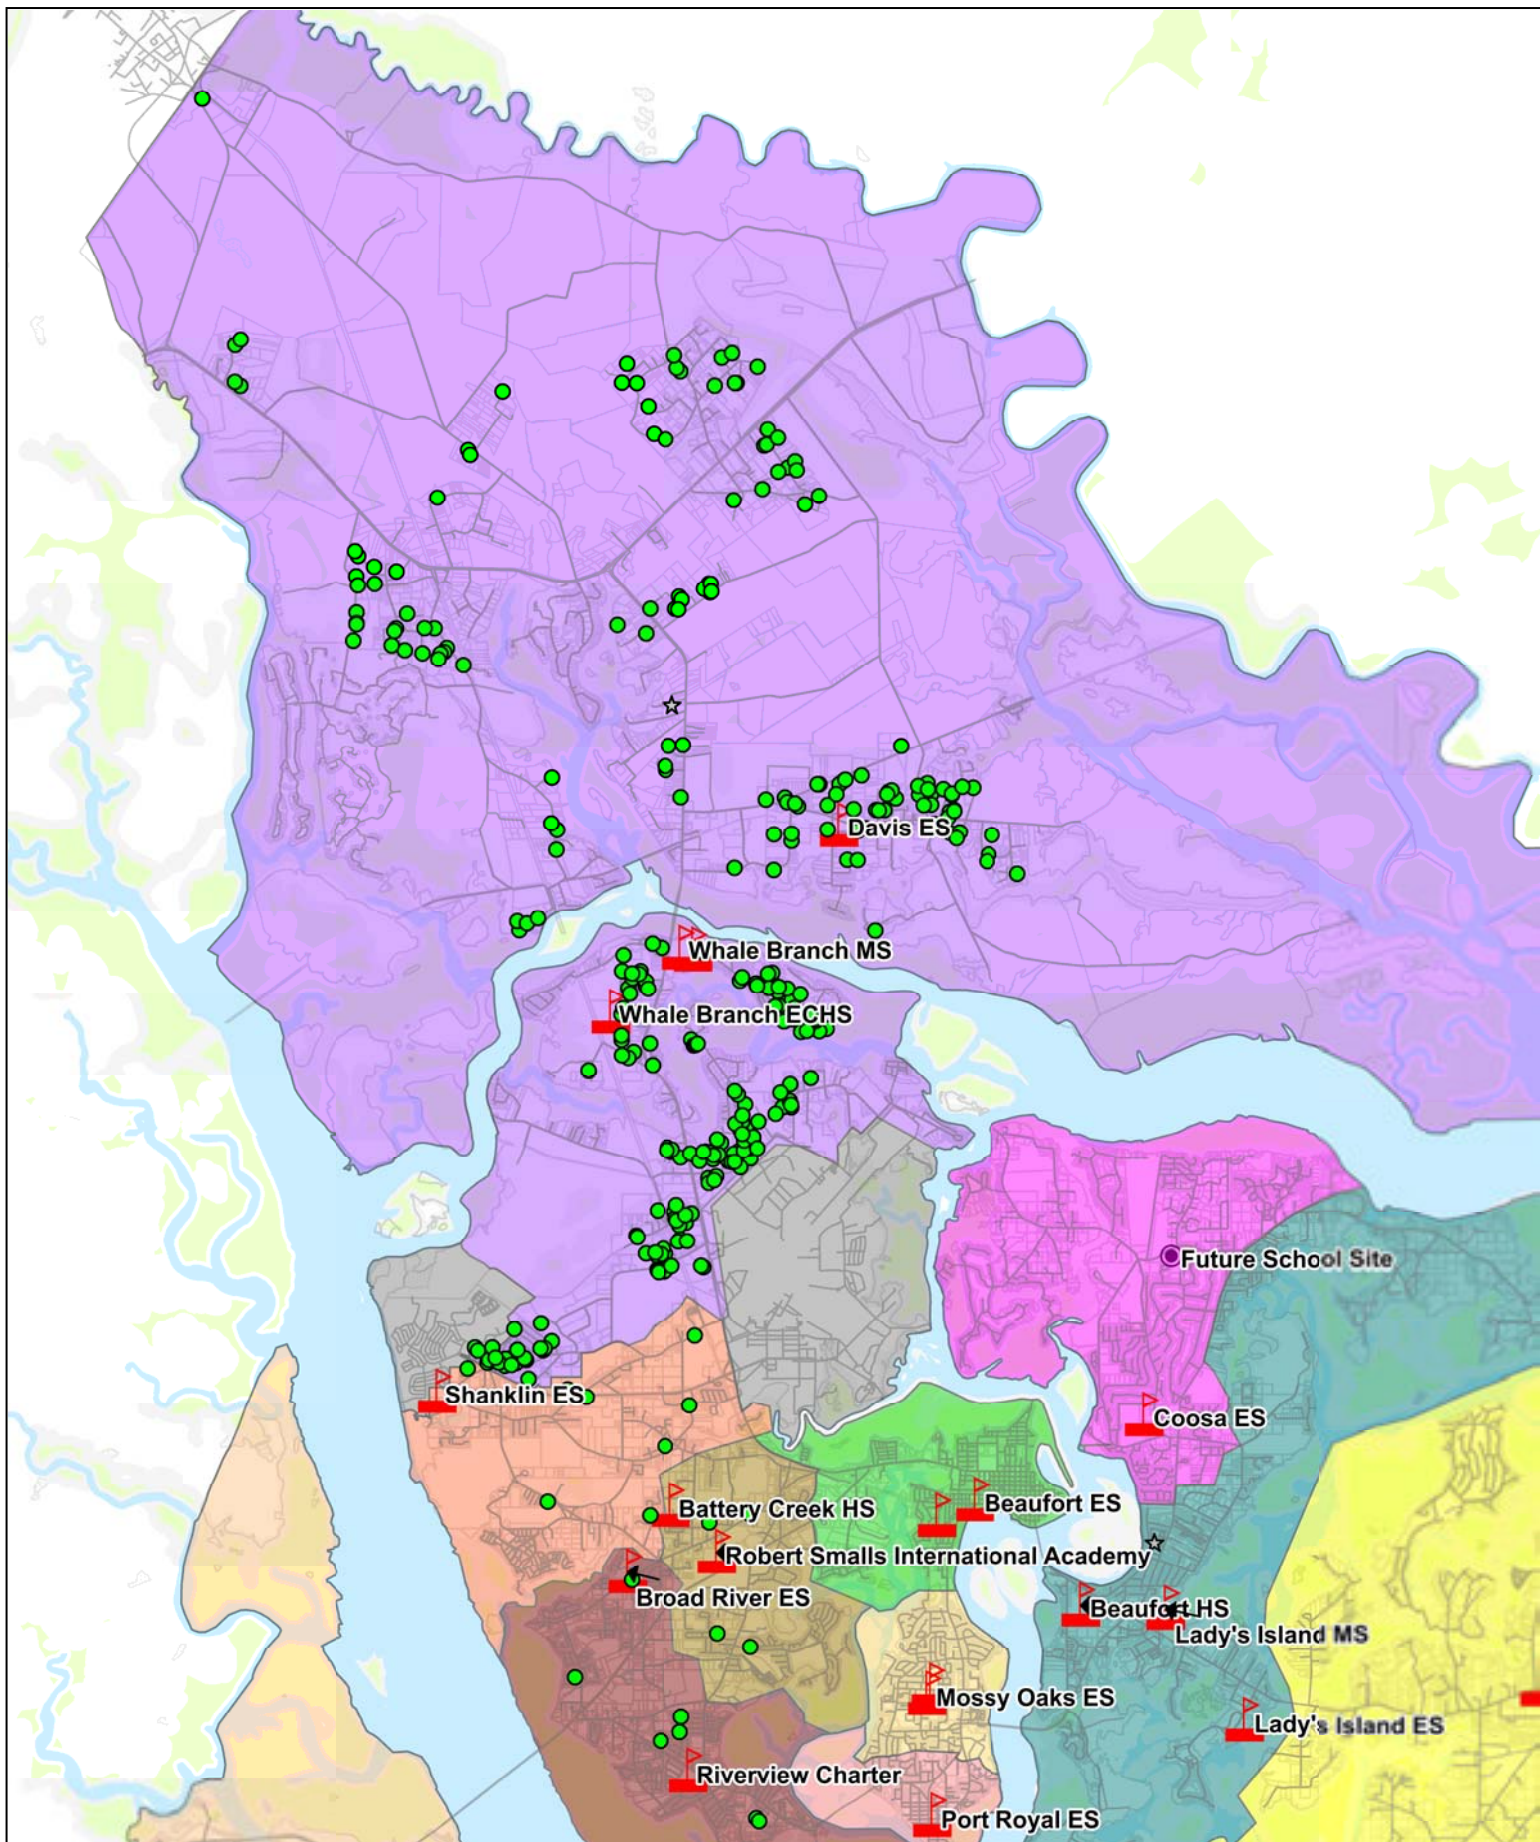 Davis ES
Whale Branch MS
Whale Branch ECHS
Future School Site
Shanklin ES
Coosa ES
Battery Creek HS
Beaufort ES
Robert Smalls International Academy
Broad River ES
Beaufort HS
Lady's Island MS
Mossy Oaks ES
Lady's Island ES
Riverview Charter
Port Royal ES